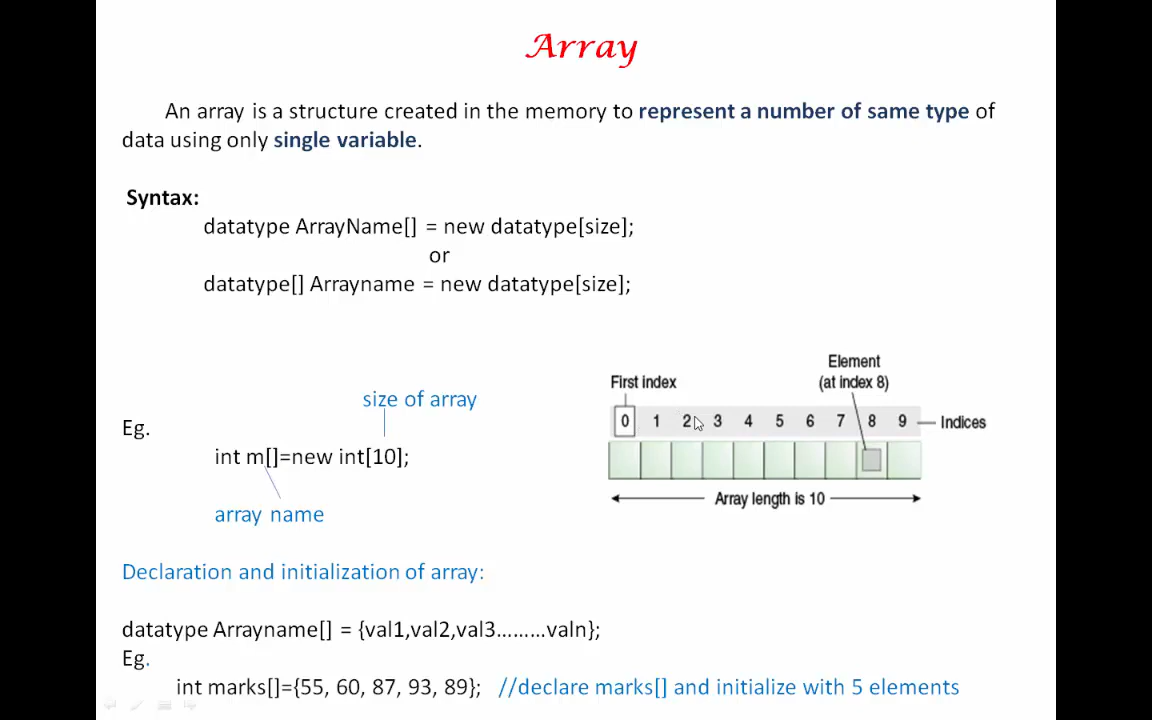 Array
An array is a structure created in the memory to represent a number of same type of
data using only single variable.
Syntax:
datatype ArrayName[] = new datatype[size];
or
datatype[] Arrayname = new datatype[size];
Element
First index (at index 8)
size of array
0 1 2 3 4 5 6 7 8 9 Indices
Eg.
int m[]=new int[10];
Array length is 10
array name
Declaration and initialization of array:
datatype Arrayname[] = {val1,val2,val3.........valn};
Eg.
int marks[]={55, 60, 87, 93, 89}; //declare marks[] and initialize with 5 elements